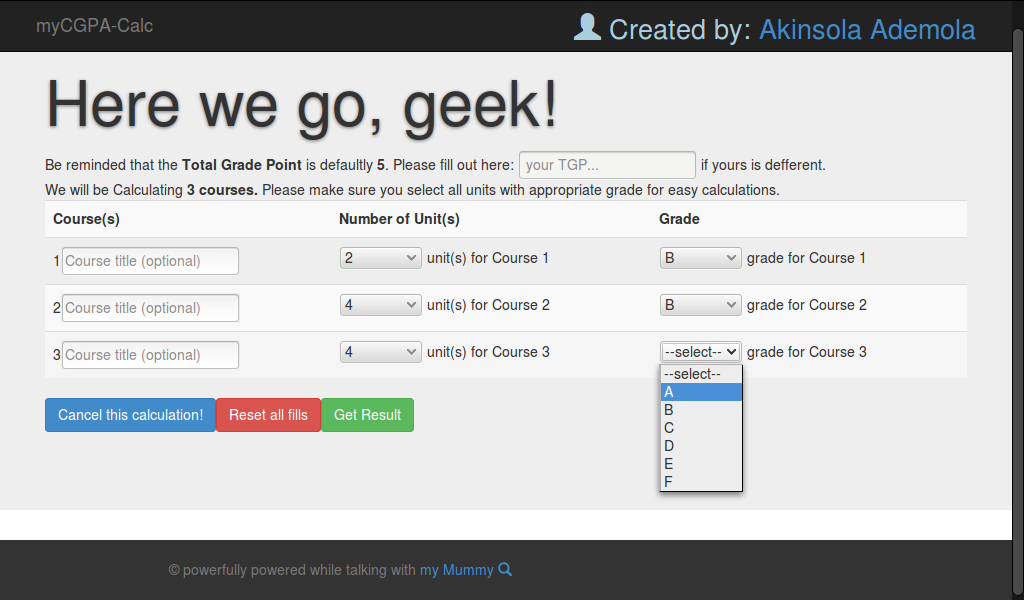 myCGPA-Calc Created by: Akinsola Ademola
Here we go, geek!
Be reminded that the Total Grade Point is defaultly 5. Please fill out here: your TGP... if yours is defferent.
We will be Calculating 3 courses. Please make sure you select all units with appropriate grade for easy calculations.
Course(s) Number of Unit(s) Grade
1 Course title (optional) 2 unit(s) for Course 1 B grade for Course 1
2 Course title (optional) 4 unit(s) for Course 2 B grade for Course 2
3 Course title (optional) 4 unit(s) for Course 3 --select-- grade for Course 3
--select--
A
B
C
D
E
F
Cancel this calculation! Reset all fills Get Result
© powerfully powered while talking with my Mummy